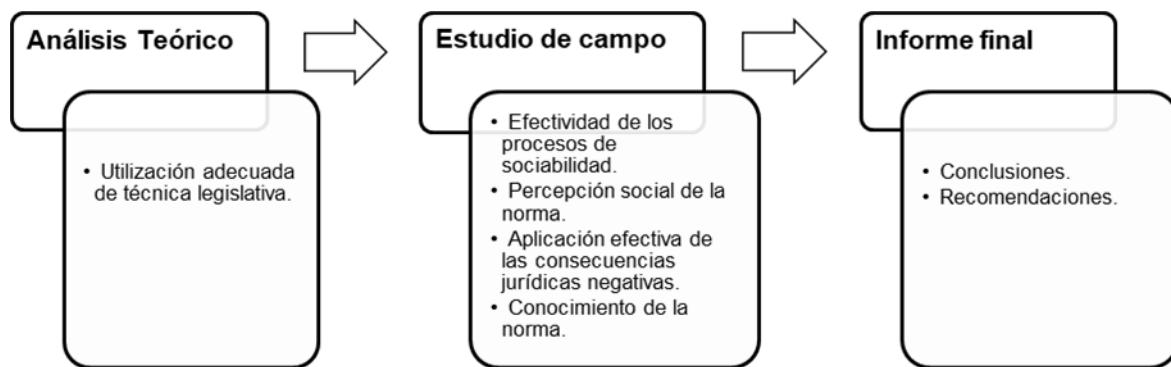 Análisis Teórico
• Utilización adecuada
de técnica legislativa.
Estudio de campo
• Efectividad de los
procesos de
sociabilidad.
• Percepción social de la
norma.
• Aplicación efectiva de
las consecuencias
jurídicas negativas.
• Conocimiento de la
norma.
Informe final
• Conclusiones.
• Recomendaciones.